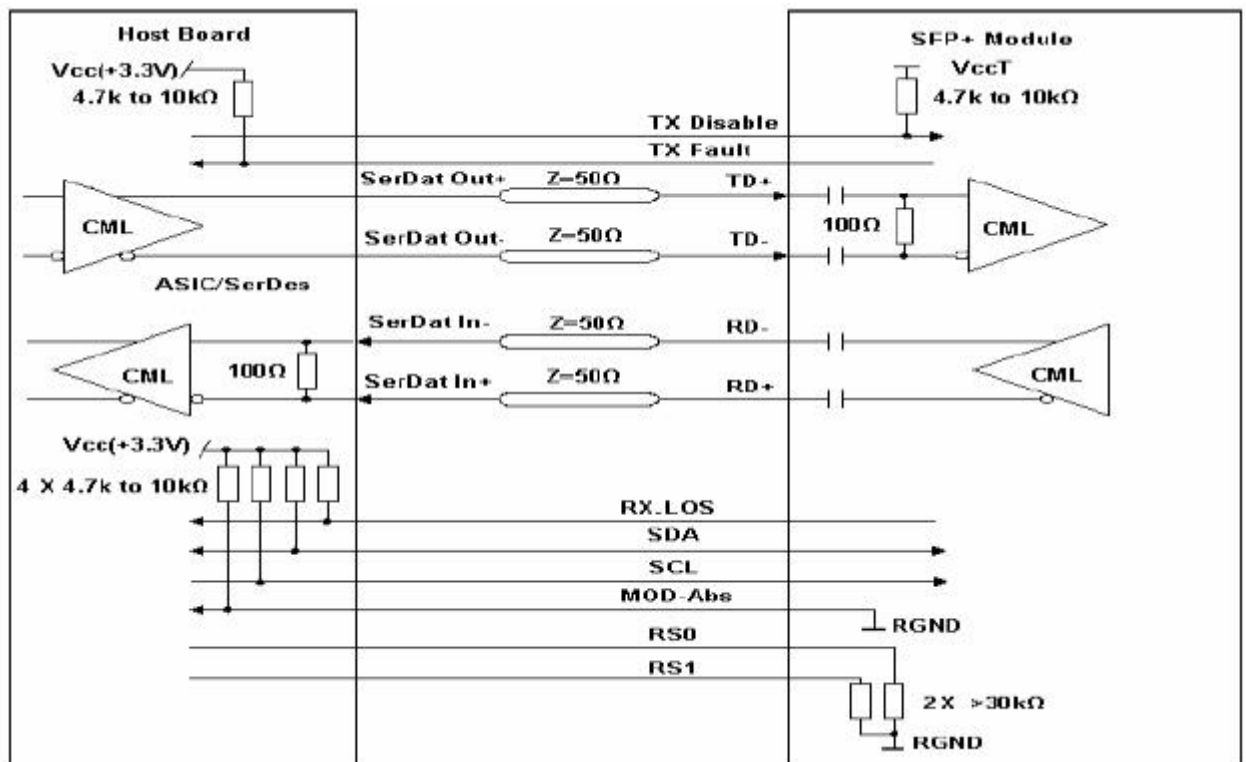 Host Board
SFP+ Module
Vcc(+3.3V)
VccT
4.7k to 10kΩ
4.7k to 10kΩ
TX Disable
TX Fault
SerDat Out+
Z=50Ω
TD+
CML
100Ω
CML
SerDat Out-
Z=50Ω
TD-
ASIC/SerDes
SerDat In-
Z=50Ω
RD-
CML
100Ω
CML
SerDat In+
Z=50Ω
RD+
Vcc(+3.3V)
4 X 4.7k to 10kΩ
RX.LOS
SDA
SCL
MOD-Abs
RGND
RS0
RS1
2X >30kΩ
RGND